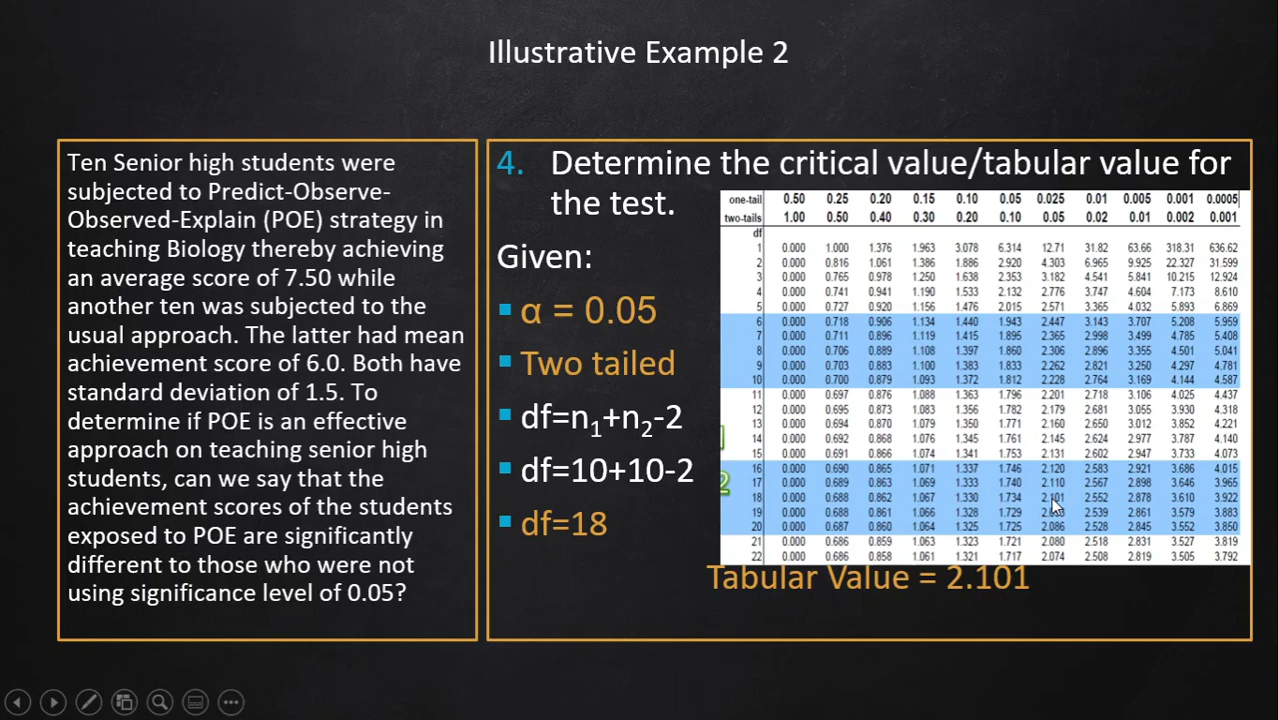 Illustrative Example 2
Ten Senior high students were
subjected to Predict-Observe-
Observed-Explain (POE) strategy in
teaching Biology thereby achieving
an average score of 7.50 while
another ten was subjected to the
usual approach. The latter had mean
achievement score of 6.0. Both have
standard deviation of 1.5. To
determine if POE is an effective
approach on teaching senior high
students, can we say that the
achievement scores of the students
exposed to POE are significantly
different to those who were not
using significance level of 0.05?
4. Determine the critical value/tabular value for
the test.
Given:
▪ α = 0.05
▪ Two tailed
▪ df=n₁+n₂-2
▪ df=10+10-2
▪ df=18
one-tail 0.50 0.25 0.20 0.15 0.10 0.05 0.025 0.01 0.005 0.001 0.0005
two-tails 1.00 0.50 0.40 0.30 0.20 0.10 0.05 0.02 0.01 0.002 0.001
df
1 0.000 1.000 1.376 1.963 3.078 6.314 12.71 31.82 63.66 318.31 636.62
2 0.000 0.816 1.061 1.386 1.886 2.920 4.303 6.965 9.925 22.327 31.599
3 0.000 0.765 0.978 1.250 1.638 2.353 3.182 4.541 5.841 10.215 12.924
4 0.000 0.741 0.941 1.190 1.533 2.132 2.776 3.747 4.604 7.173 8.610
5 0.000 0.727 0.920 1.156 1.476 2.015 2.571 3.365 4.032 5.893 6.869
6 0.000 0.718 0.906 1.134 1.440 1.943 2.447 3.143 3.707 5.208 5.959
7 0.000 0.711 0.896 1.119 1.415 1.895 2.365 2.998 3.499 4.785 5.408
8 0.000 0.706 0.889 1.108 1.397 1.860 2.306 2.896 3.355 4.501 5.041
9 0.000 0.703 0.883 1.100 1.383 1.833 2.262 2.821 3.250 4.297 4.781
10 0.000 0.700 0.879 1.093 1.372 1.812 2.228 2.764 3.169 4.144 4.587
11 0.000 0.697 0.876 1.088 1.363 1.796 2.201 2.718 3.106 4.025 4.437
12 0.000 0.695 0.873 1.083 1.356 1.782 2.179 2.681 3.055 3.930 4.318
13 0.000 0.694 0.870 1.079 1.350 1.771 2.160 2.650 3.012 3.852 4.221
14 0.000 0.692 0.868 1.076 1.345 1.761 2.145 2.624 2.977 3.787 4.140
15 0.000 0.691 0.866 1.074 1.341 1.753 2.131 2.602 2.947 3.733 4.073
16 0.000 0.690 0.865 1.071 1.337 1.746 2.120 2.583 2.921 3.686 4.015
17 0.000 0.689 0.863 1.069 1.333 1.740 2.110 2.567 2.898 3.646 3.965
18 0.000 0.688 0.862 1.067 1.330 1.734 2.101 2.552 2.878 3.610 3.922
19 0.000 0.688 0.861 1.066 1.328 1.729 2.539 2.861 3.579 3.883
20 0.000 0.687 0.860 1.064 1.325 1.725 2.086 2.528 2.845 3.552 3.850
21 0.000 0.686 0.859 1.063 1.323 1.721 2.080 2.518 2.831 3.527 3.819
22 0.000 0.686 0.858 1.061 1.321 1.717 2.074 2.508 2.819 3.505 3.792
2
Tabular Value = 2.101